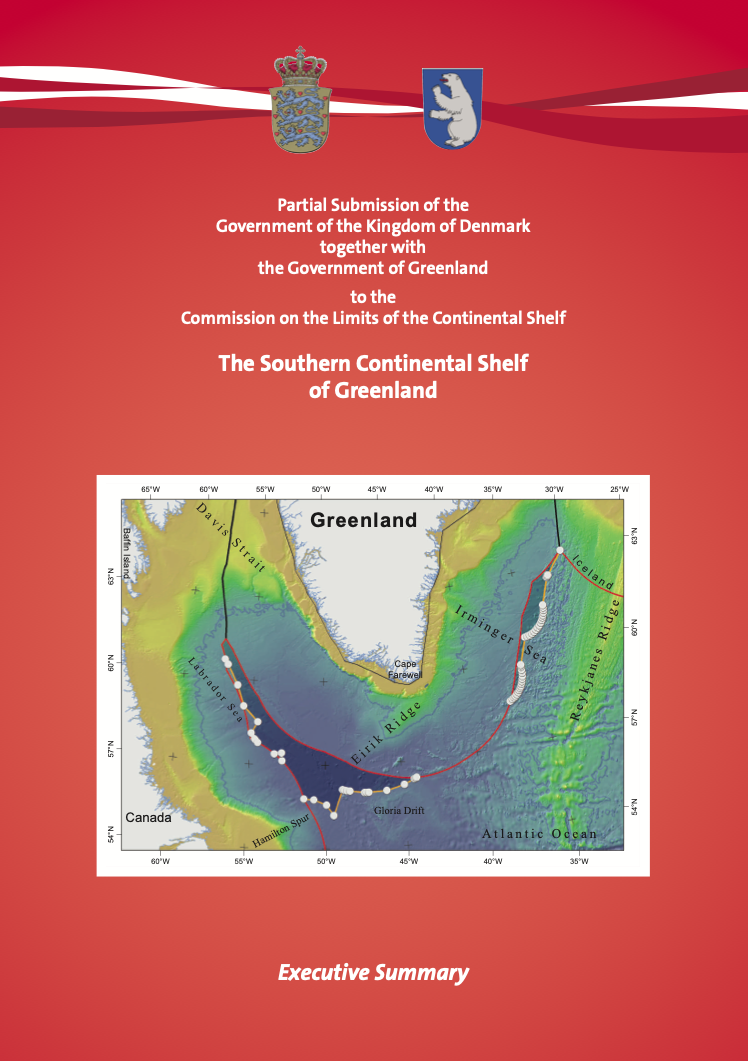 Partial Submission of the
Government of the Kingdom of Denmark
together with
the Government of Greenland
to the
Commission on the Limits of the Continental Shelf
The Southern Continental Shelf
of Greenland
65°W 60°W 55°W 50°W 45°W 40°W 35°W 30°W 25°W
Greenland
Davis Strait
Baffin Island
63°N
63°N
Iceland
Irminger Sea
Reykjanes Ridge
60°N
60°N
Cape
Farewell
Labrador Sea
Eirik Ridge
57°N
57°N
Gloria Drift
Canada
Hamilton Spur
Atlantic Ocean
54°N
54°N
60°W 55°W 50°W 45°W 40°W 35°W
Executive Summary